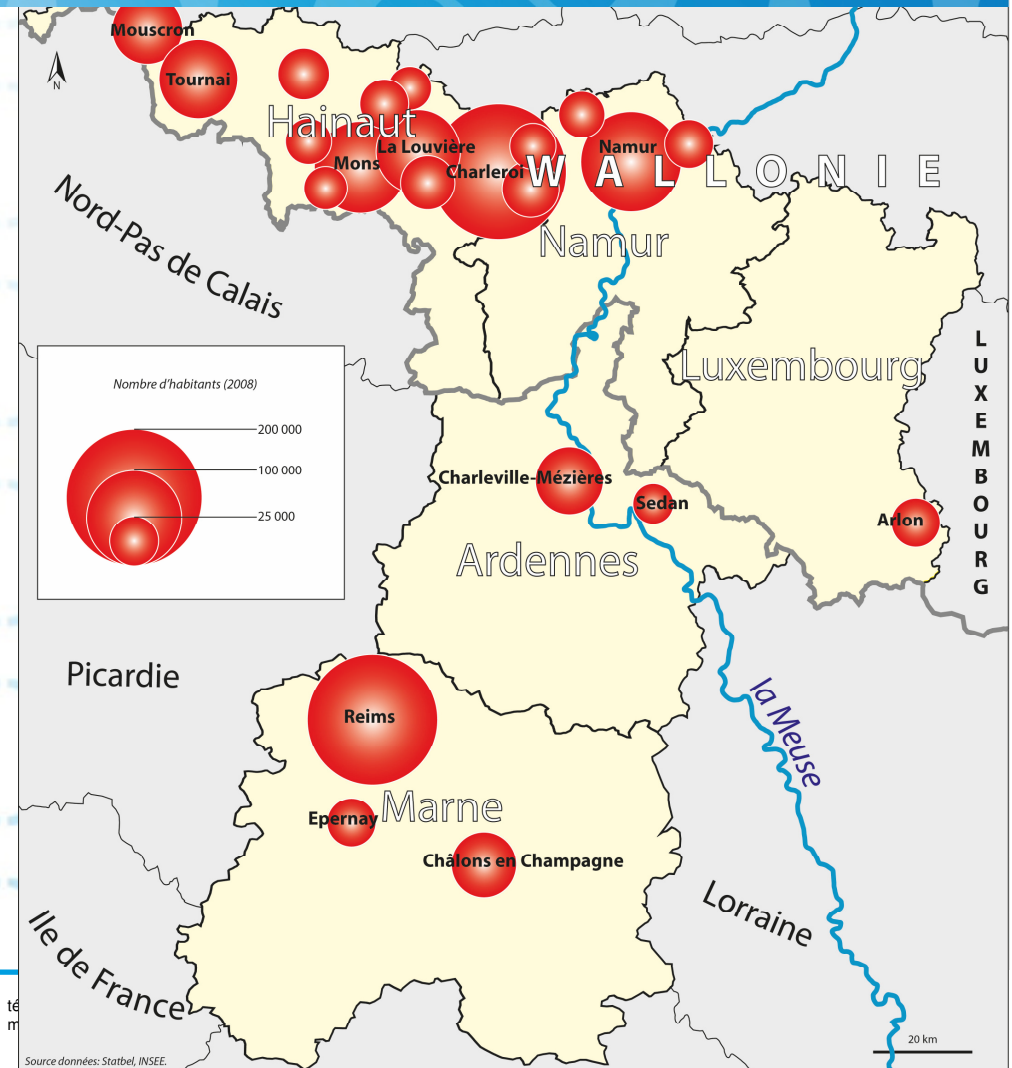 Mouscron
Tournai
N
Hainaut
La Louvière
Mons
Charleroi
Namur
WALLONIE
Nord-Pas de Calais
Namur
Luxembourg
LUXEMBOURG
Nombre d'habitants (2008)
200 000
100 000
25 000
Charleville-Mézières
Sedan
Arlon
Ardennes
Picardie
Reims
la Meuse
Marne
Epernay
Châlons en Champagne
Lorraine
Ile de France
té
m
20 km
Source données: Statbel, INSEE.